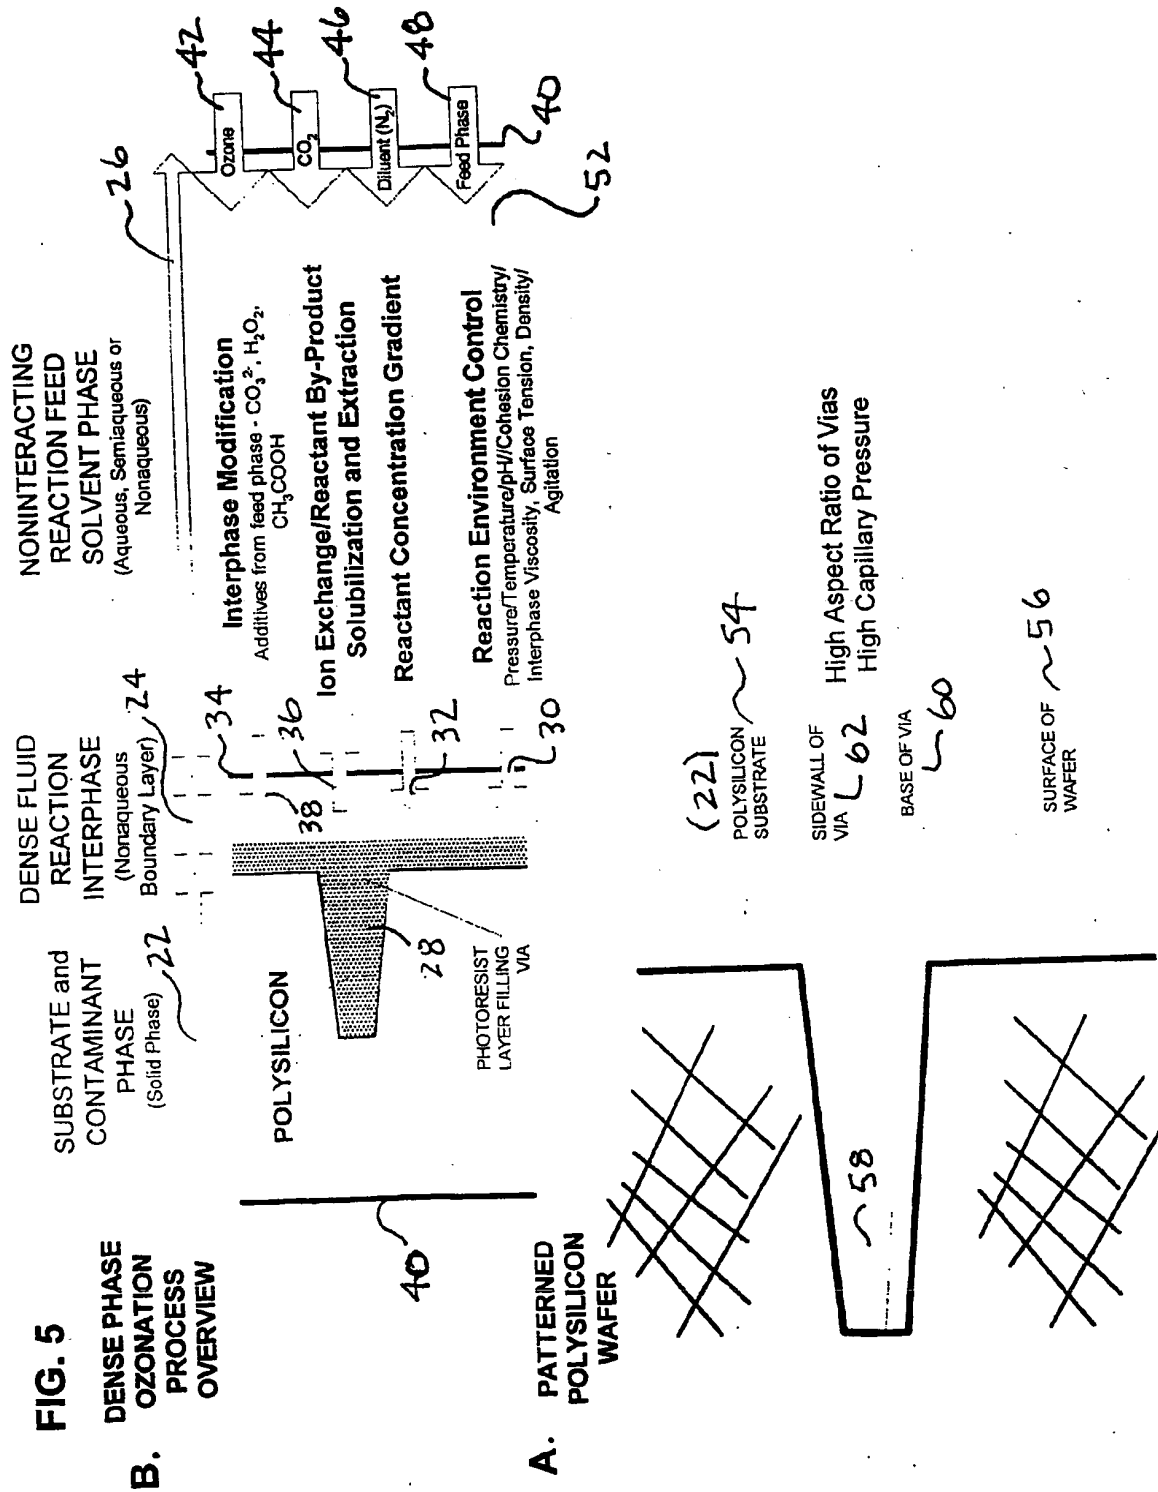 FIG. 5
B. DENSE PHASE
OZONATION
PROCESS
OVERVIEW
SUBSTRATE and
CONTAMINANT
PHASE
(Solid Phase)
22
DENSE FLUID
REACTION
INTERPHASE
(Nonaqueous
Boundary Layer)
24
NONINTERACTING
REACTION FEED
SOLVENT PHASE
(Aqueous, Semiaqueous or
Nonaqueous)
26
42
44
46
48
Ozone
CO₂
Diluent (N₂)
Feed Phase
40
52
34
36
38
32
30
Interphase Modification
Additives from feed phase - CO₃²⁻, H₂O₂,
CH₃COOH
Ion Exchange/Reactant By-Product
Solubilization and Extraction
Reactant Concentration Gradient
Reaction Environment Control
Pressure/Temperature/pH//Cohesion Chemistry/
Interphase Viscosity, Surface Tension, Density/
Agitation
POLYSILICON
28
PHOTORESIST
LAYER FILLING
VIA
40
A. PATTERNED
POLYSILICON
WAFER
58
(22)
POLYSILICON
SUBSTRATE
54
SIDEWALL OF
VIA
62
High Aspect Ratio of Vias
High Capillary Pressure
BASE OF VIA
60
SURFACE OF
WAFER
56